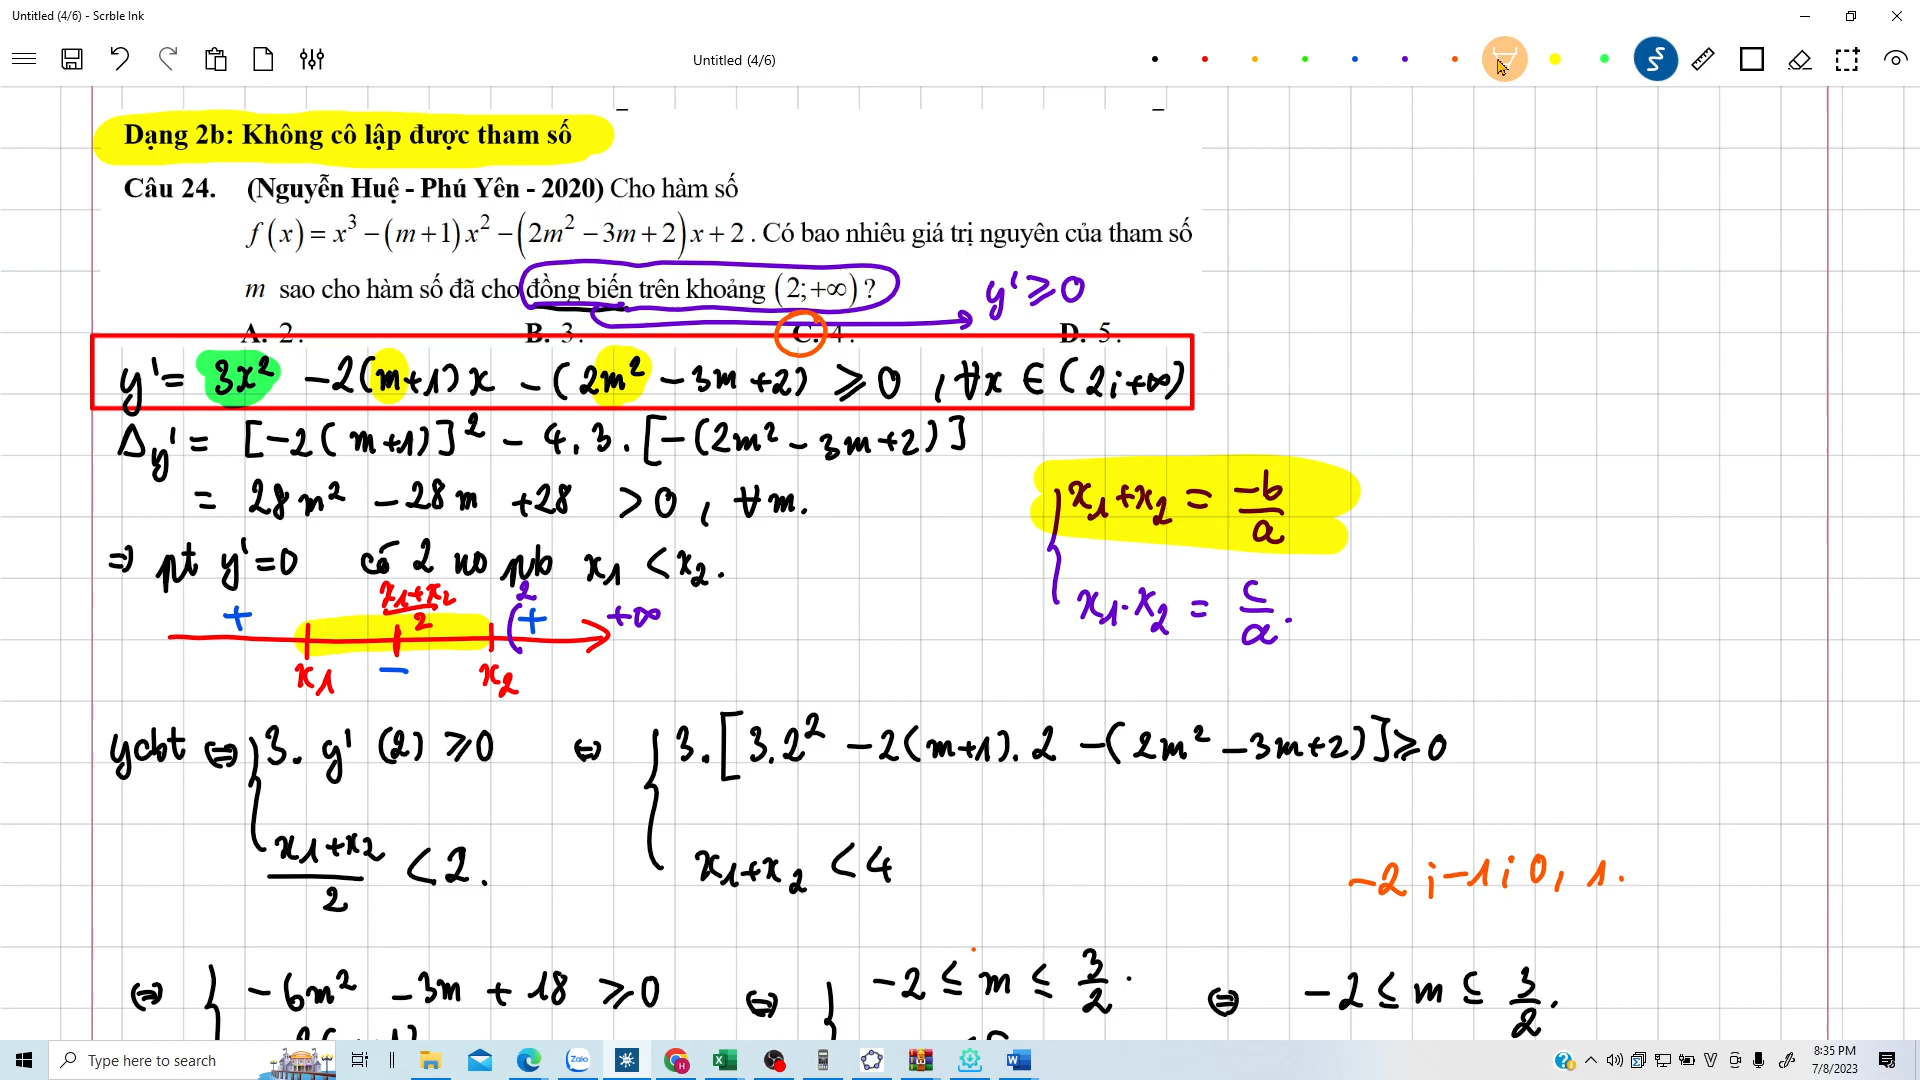 Untitled (4/6) - Scrble Ink
Untitled (4/6)
Dạng 2b: Không cô lập được tham số
Câu 24. (Nguyễn Huệ - Phú Yên - 2020) Cho hàm số
f(x) = x³ − (m+1)x² − (2m² − 3m + 2)x + 2. Có bao nhiêu giá trị nguyên của tham số
m sao cho hàm số đã cho đồng biến trên khoảng (2;+∞)?
y' ≥ 0
A. 2. B. 3. C. 4. D. 5.
y' = 3x² − 2(m+1)x − (2m² − 3m + 2) ≥ 0, ∀x ∈ (2;+∞)
Δy' = [−2(m+1)]² − 4.3.[−(2m² − 3m + 2)]
= 28m² − 28m + 28 > 0, ∀m.
x₁+x₂ = −b/a
⇒ pt y'=0 có 2 no pb x₁ < x₂.
x₁.x₂ = c/a.
+ (x₁+x₂)/2 2 ( + +∞
x₁ − x₂
ycbt ⇔ { 3. y'(2) ≥ 0 ⇔ { 3.[3.2² − 2(m+1).2 − (2m² − 3m + 2)] ≥ 0
(x₁+x₂)/2 < 2. x₁+x₂ < 4
−2; −1; 0, 1.
⇔ { −6m² − 3m + 18 ≥ 0 ⇔ { −2 ≤ m ≤ 3/2. ⇔ −2 ≤ m ≤ 3/2.
Type here to search
Zalo
8:35 PM
7/8/2023